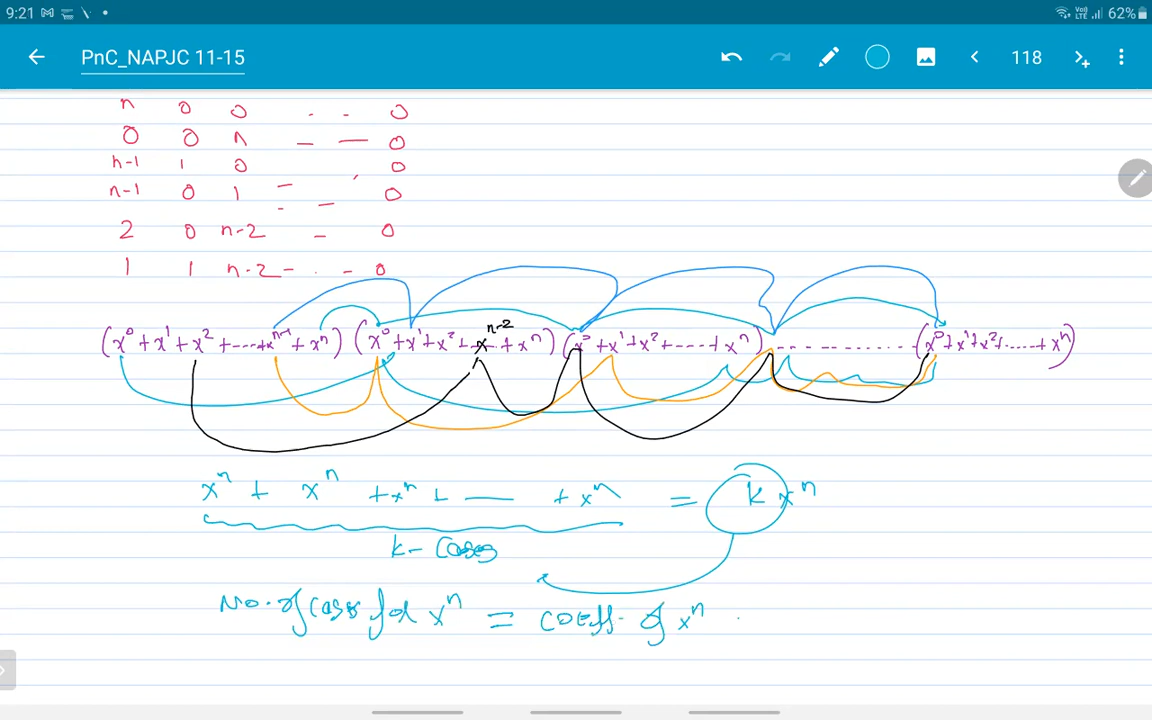 9:21 62%
PnC_NAPJC 11-15 118
n 0 0 . . 0
0 0 n - — 0
n-1 1 0 0
n-1 0 1 - - 0
2 0 n-2 - 0
1 1 n-2 - . - 0
(x⁰+x¹+x²+----+xⁿ⁻¹+xⁿ) (x⁰+x¹+x²+...xⁿ⁻²+xⁿ) (x⁰+x¹+x²+----+xⁿ) ............ (x⁰+x¹+x²+.....+xⁿ)
xⁿ + xⁿ +xⁿ + — +xⁿ = k xⁿ
k- Cases
No. of cases for xⁿ = coeff. of xⁿ .